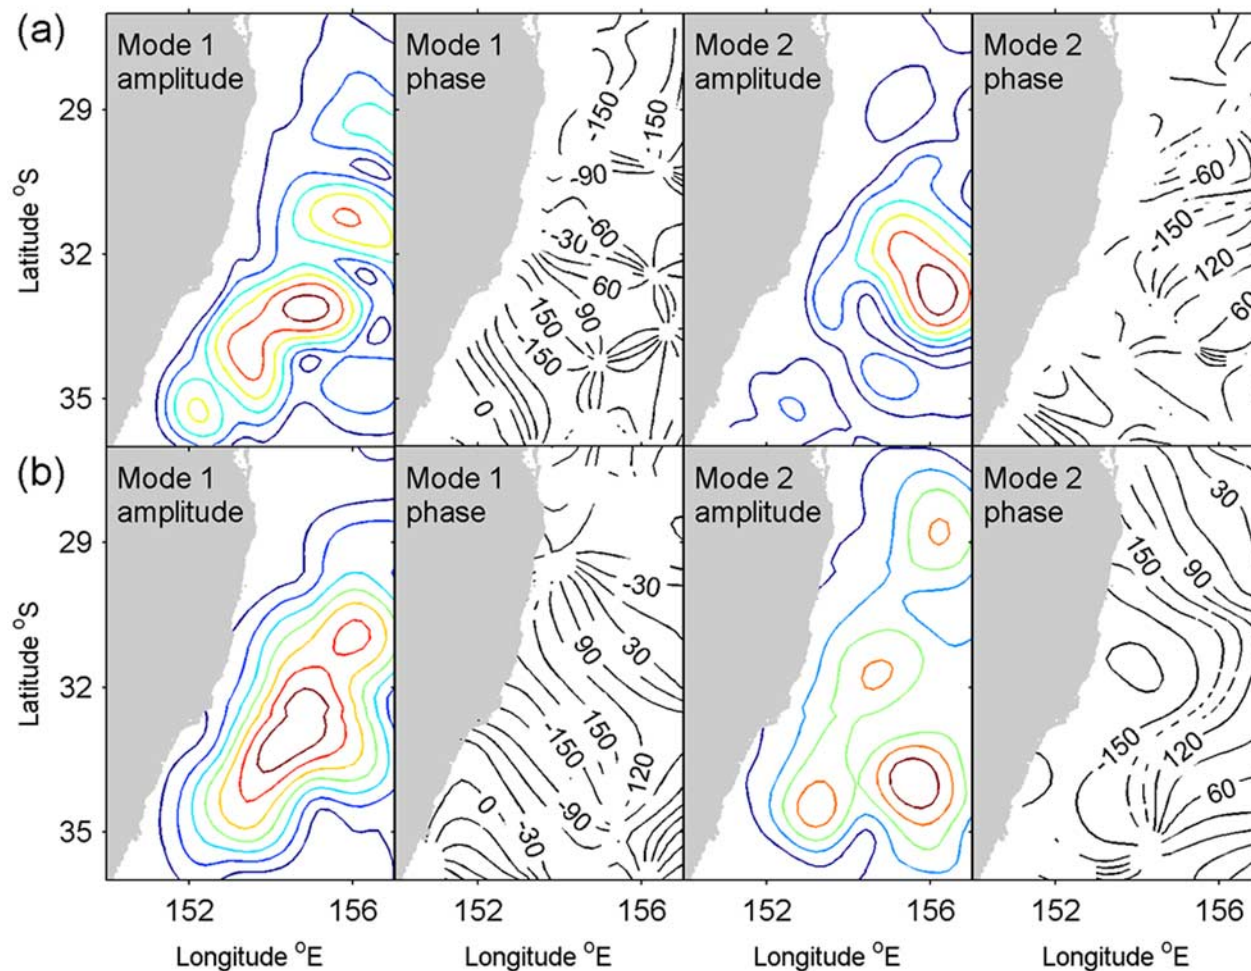 (a)
Mode 1
amplitude
Mode 1
phase
Mode 2
amplitude
Mode 2
phase
29
32
35
Latitude °S
-150
-150
-90
-60
-30
60
90
150
-150
0
-60
-150
120
60
(b)
Mode 1
amplitude
Mode 1
phase
Mode 2
amplitude
Mode 2
phase
29
32
35
Latitude °S
-30
30
90
150
-150
120
-90
0
-30
30
90
150
-150
120
60
152
156
152
156
152
156
152
156
Longitude °E
Longitude °E
Longitude °E
Longitude °E